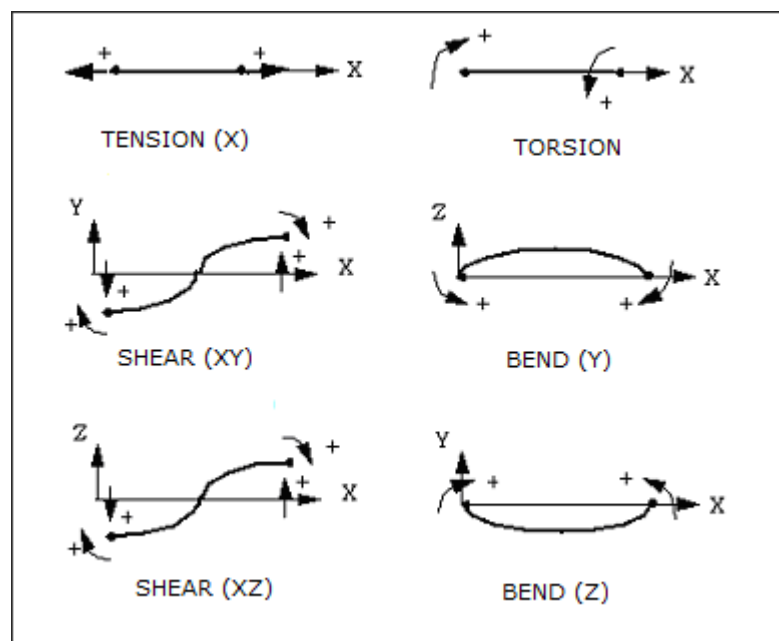 + + X
TENSION (X)
+ + X
TORSION
Y + + + + X
SHEAR (XY)
Z + + X
BEND (Y)
Z + + + + X
SHEAR (XZ)
Y + + X
BEND (Z)